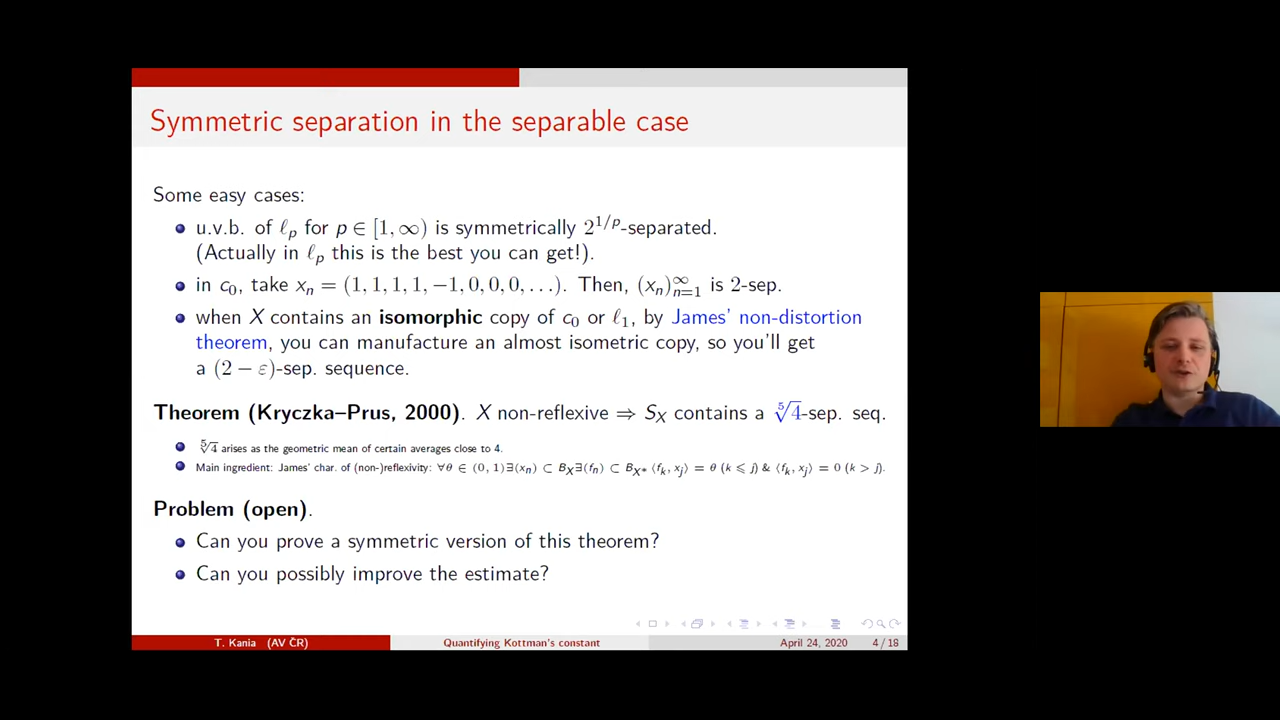 Symmetric separation in the separable case
Some easy cases:
u.v.b. of ℓ_p for p ∈ [1, ∞) is symmetrically 2^{1/p}-separated.
(Actually in ℓ_p this is the best you can get!).
in c_0, take x_n = (1, 1, 1, 1, −1, 0, 0, 0, …). Then, (x_n)_{n=1}^∞ is 2-sep.
when X contains an isomorphic copy of c_0 or ℓ_1, by James' non-distortion
theorem, you can manufacture an almost isometric copy, so you'll get
a (2 − ε)-sep. sequence.
Theorem (Kryczka–Prus, 2000). X non-reflexive ⇒ S_X contains a ⁵√4-sep. seq.
⁵√4 arises as the geometric mean of certain averages close to 4.
Main ingredient: James' char. of (non-)reflexivity: ∀θ ∈ (0, 1)∃(x_n) ⊂ B_X∃(f_n) ⊂ B_{X*} ⟨f_k, x_j⟩ = θ (k ⩽ j) & ⟨f_k, x_j⟩ = 0 (k > j).
Problem (open).
Can you prove a symmetric version of this theorem?
Can you possibly improve the estimate?
T. Kania (AV ČR) Quantifying Kottman's constant April 24, 2020 4 / 18